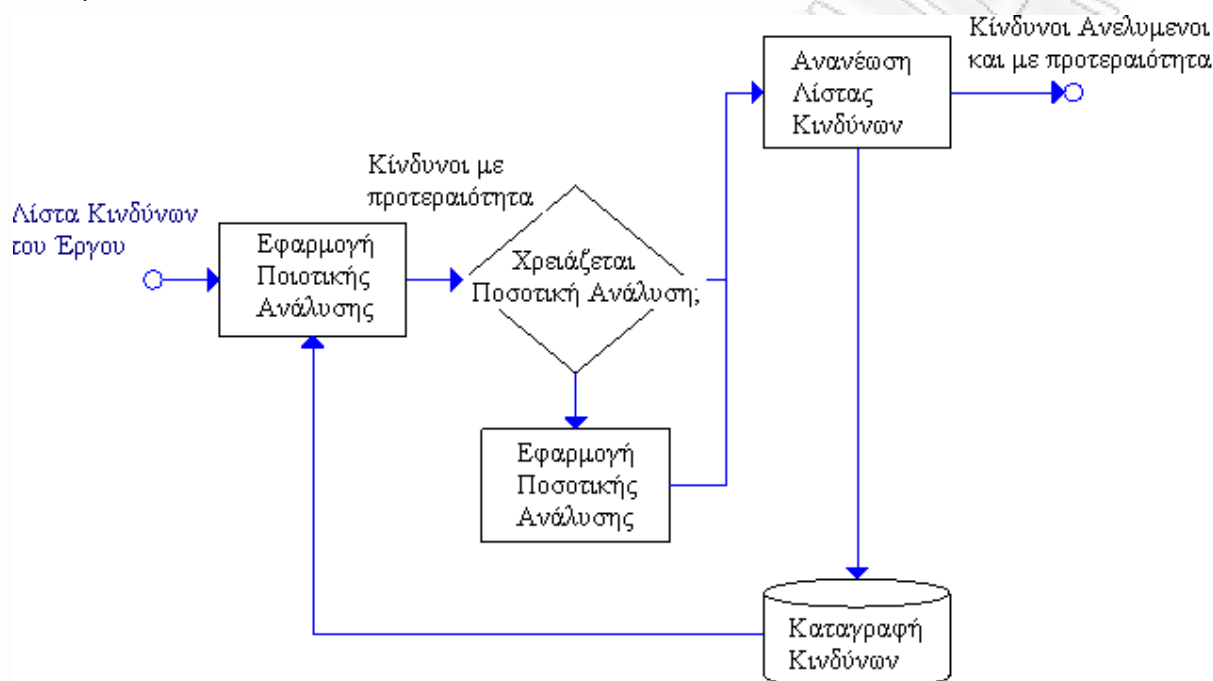 Λίστα Κινδύνων
του Έργου
Εφαρμογή
Ποιοτικής
Ανάλυσης
Κίνδυνοι με
προτεραιότητα
Χρειάζεται
Ποσοτική Ανάλυση;
Εφαρμογή
Ποσοτικής
Ανάλυσης
Ανανέωση
Λίστας
Κινδύνων
Κίνδυνοι Ανελυμενοι
και με προτεραιότητα
Καταγραφή
Κινδύνων